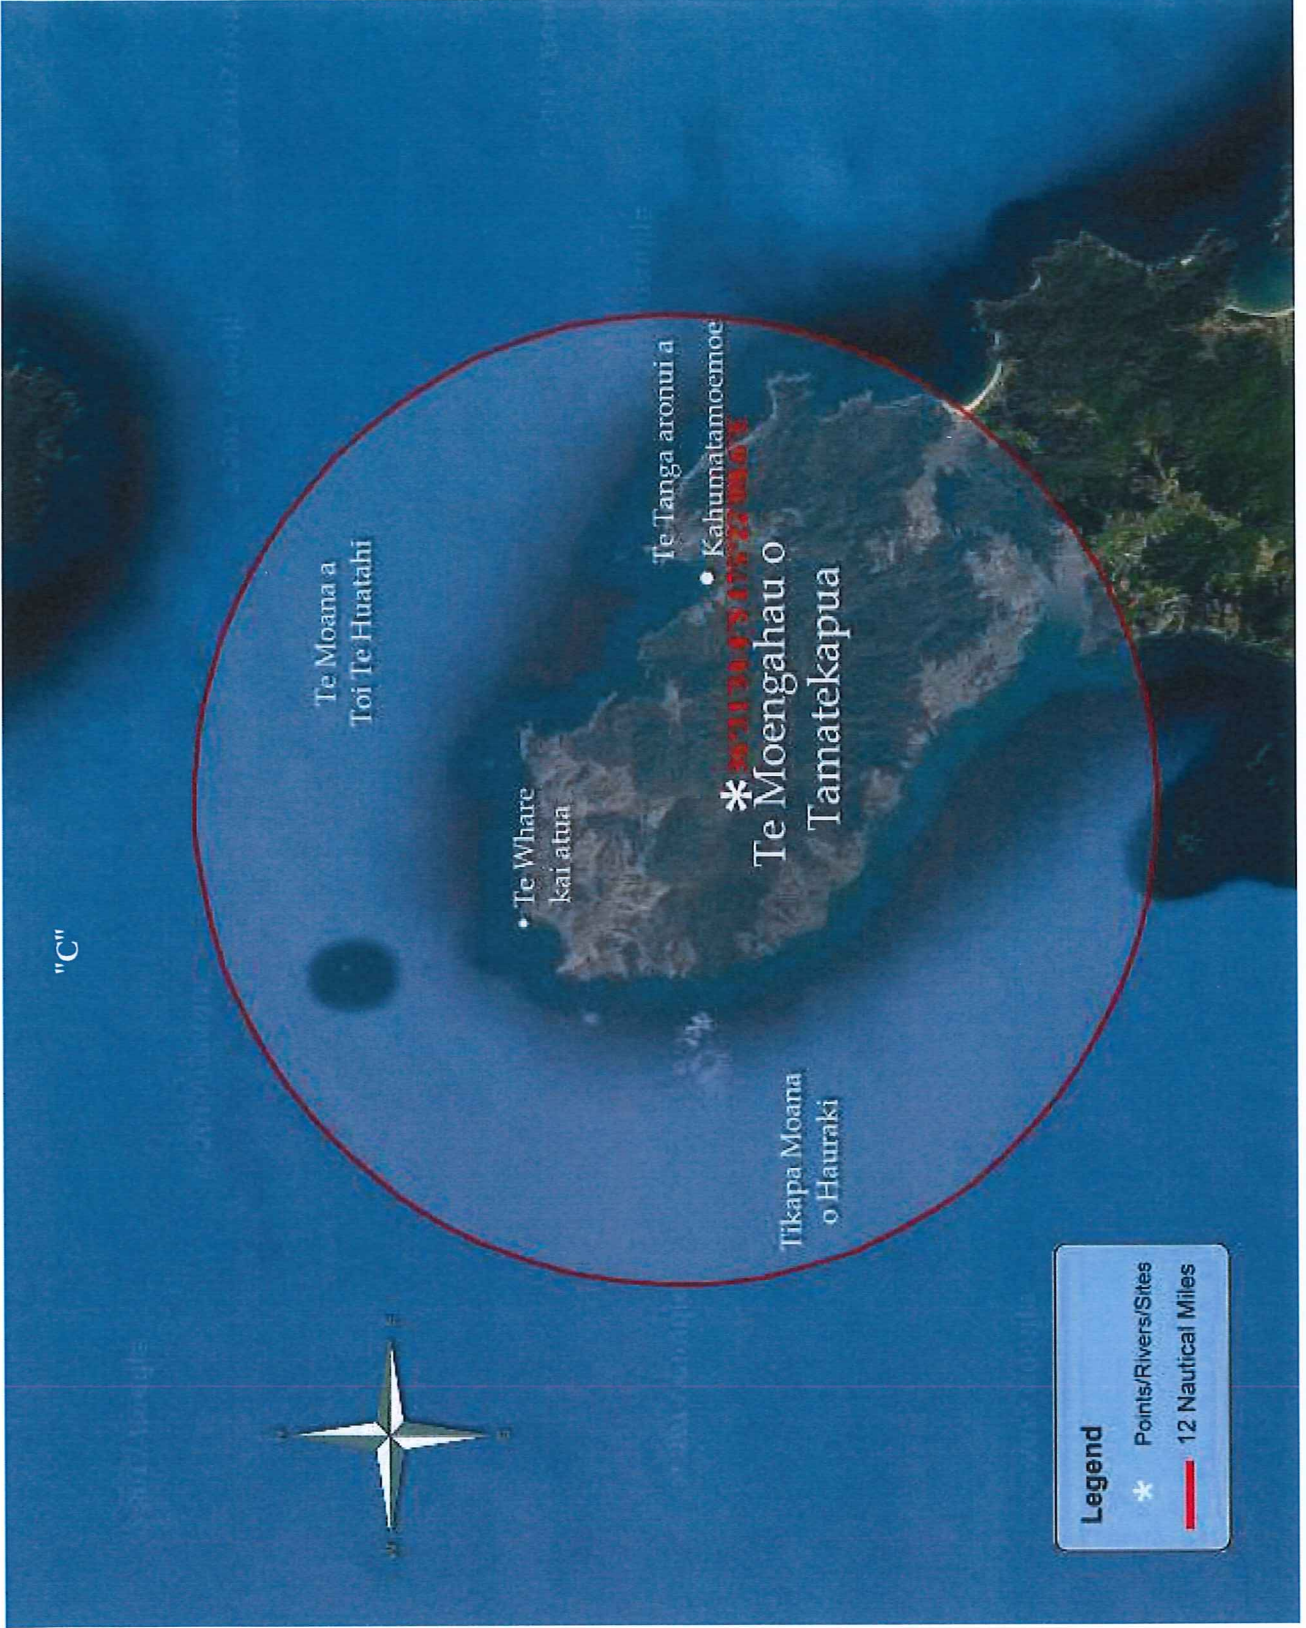 "C"
Te Moana a
Toi Te Huatahi
Te Whare
kai atua
Te Tanga aronui a
Kahumatamoemoe
Te Moengahau o
Tamatekapua
Tikapa Moana
o Hauraki
Legend
Points/Rivers/Sites
12 Nautical Miles